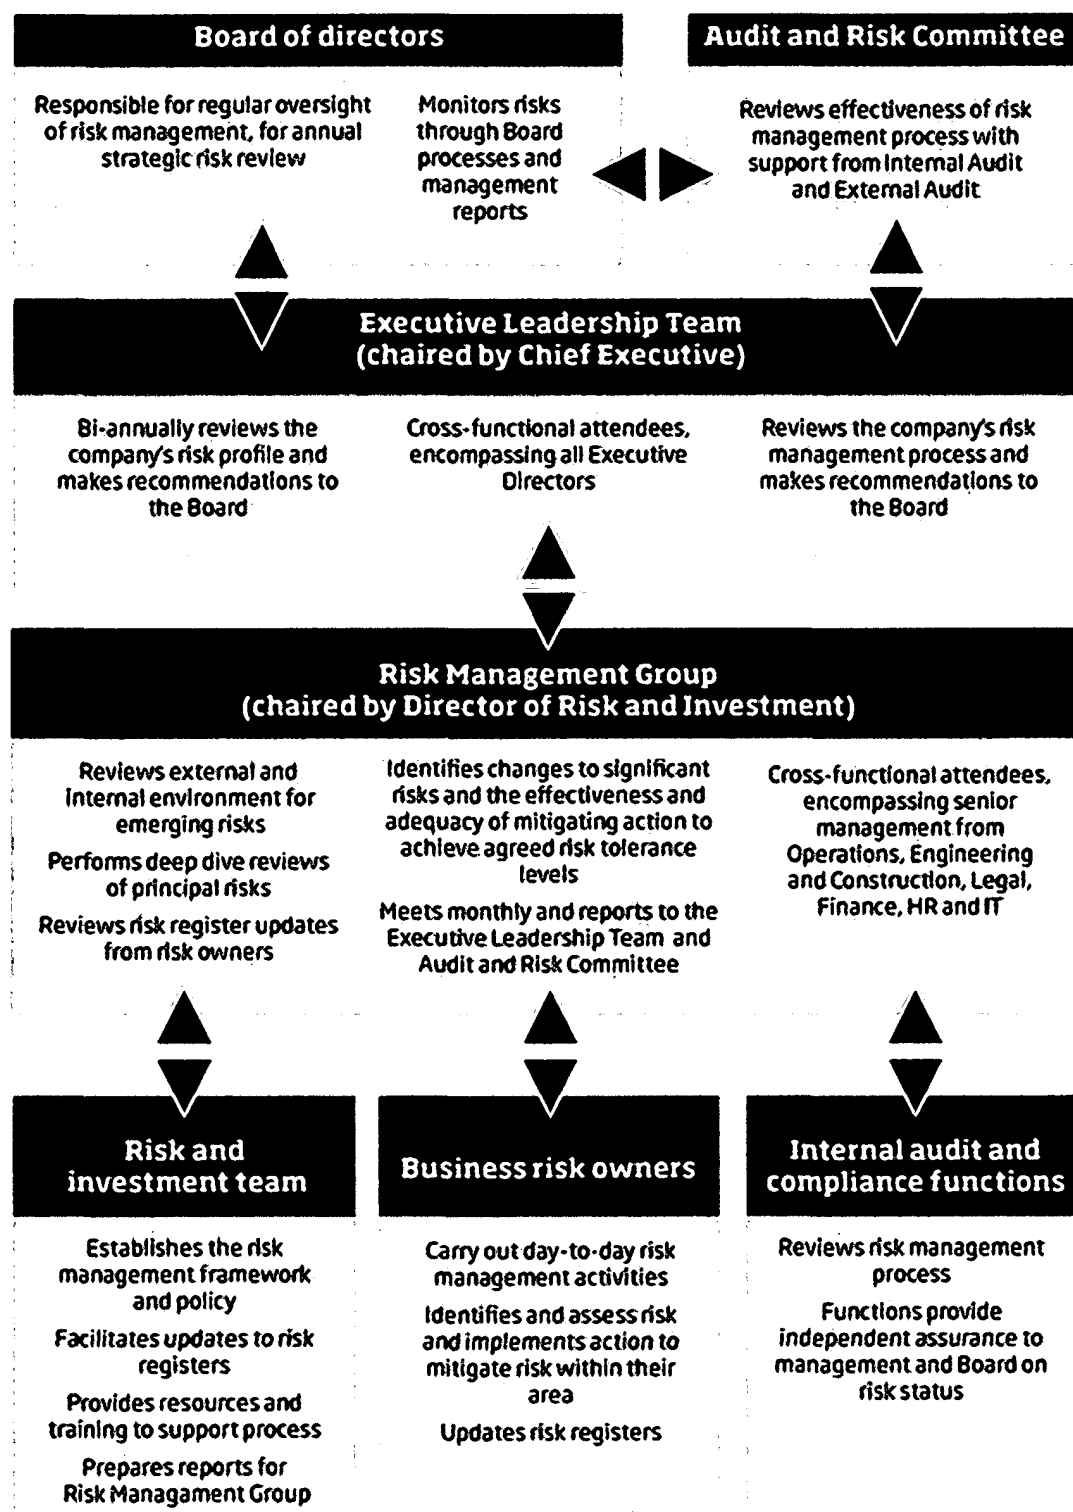 Board of directors
Responsible for regular oversight
of risk management, for annual
strategic risk review
Monitors risks
through Board
processes and
management
reports
Audit and Risk Committee
Reviews effectiveness of risk
management process with
support from Internal Audit
and External Audit
Executive Leadership Team
(chaired by Chief Executive)
Bi-annually reviews the
company's risk profile and
makes recommendations to
the Board
Cross-functional attendees,
encompassing all Executive
Directors
Reviews the company's risk
management process and
makes recommendations to
the Board
Risk Management Group
(chaired by Director of Risk and Investment)
Reviews external and
internal environment for
emerging risks
Performs deep dive reviews
of principal risks
Reviews risk register updates
from risk owners
Identifies changes to significant
risks and the effectiveness and
adequacy of mitigating action to
achieve agreed risk tolerance
levels
Meets monthly and reports to the
Executive Leadership Team and
Audit and Risk Committee
Cross-functional attendees,
encompassing senior
management from
Operations, Engineering
and Construction, Legal,
Finance, HR and IT
Risk and
investment team
Establishes the risk
management framework
and policy
Facilitates updates to risk
registers
Provides resources and
training to support process
Prepares reports for
Risk Managament Group
Business risk owners
Carry out day-to-day risk
management activities
Identifies and assess risk
and implements action to
mitigate risk within their
area
Updates risk registers
Internal audit and
compliance functions
Reviews risk management
process
Functions provide
independent assurance to
management and Board on
risk status